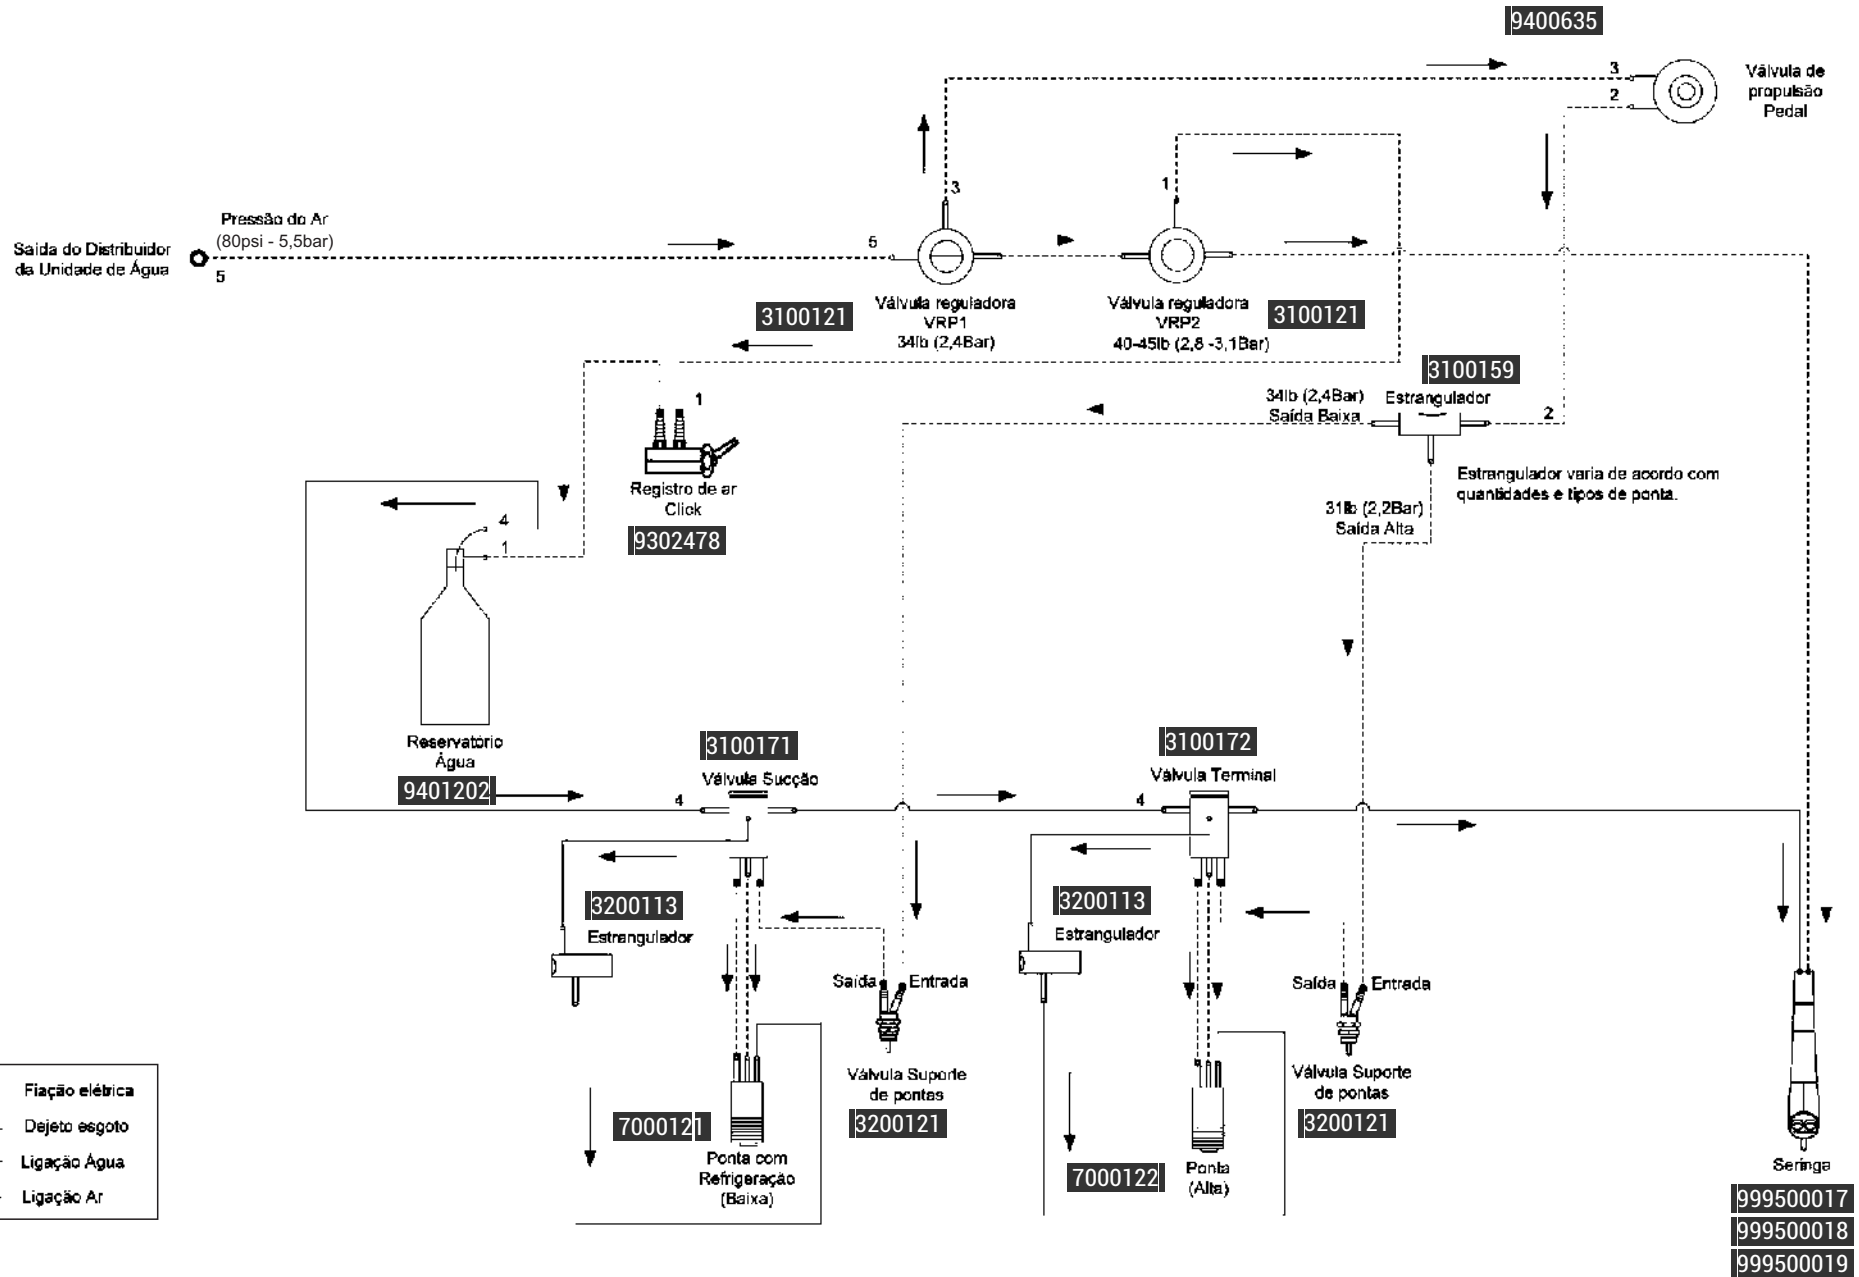 9400635
3
2
Válvula de
propulsão
Pedal
Pressão do Ar
(80psi - 5,5bar)
Saída do Distribuidor
da Unidade de Água
5
5
3
1
3100121
Válvula reguladora
VRP1
34lb (2,4Bar)
Válvula reguladora
VRP2
40-45lb (2,8 -3,1Bar)
3100121
3100159
34lb (2,4Bar)
Saída Baixa
Estrangulador
2
1
Registro de ar
Click
9302478
Estrangulador varia de acordo com
quantidades e tipos de ponta.
31lb (2,2Bar)
Saída Alta
4
1
Reservatório
Água
9401202
3100171
Válvula Sucção
4
3100172
Válvula Terminal
4
3200113
Estrangulador
3200113
Estrangulador
Saída
Entrada
Saída
Entrada
Válvula Suporte
de pontas
3200121
Válvula Suporte
de pontas
3200121
7000121
Ponta com
Refrigeração
(Baixa)
7000122
Ponta
(Alta)
Seringa
999500017
999500018
999500019
Fiação elétrica
Dejeto esgoto
Ligação Água
Ligação Ar